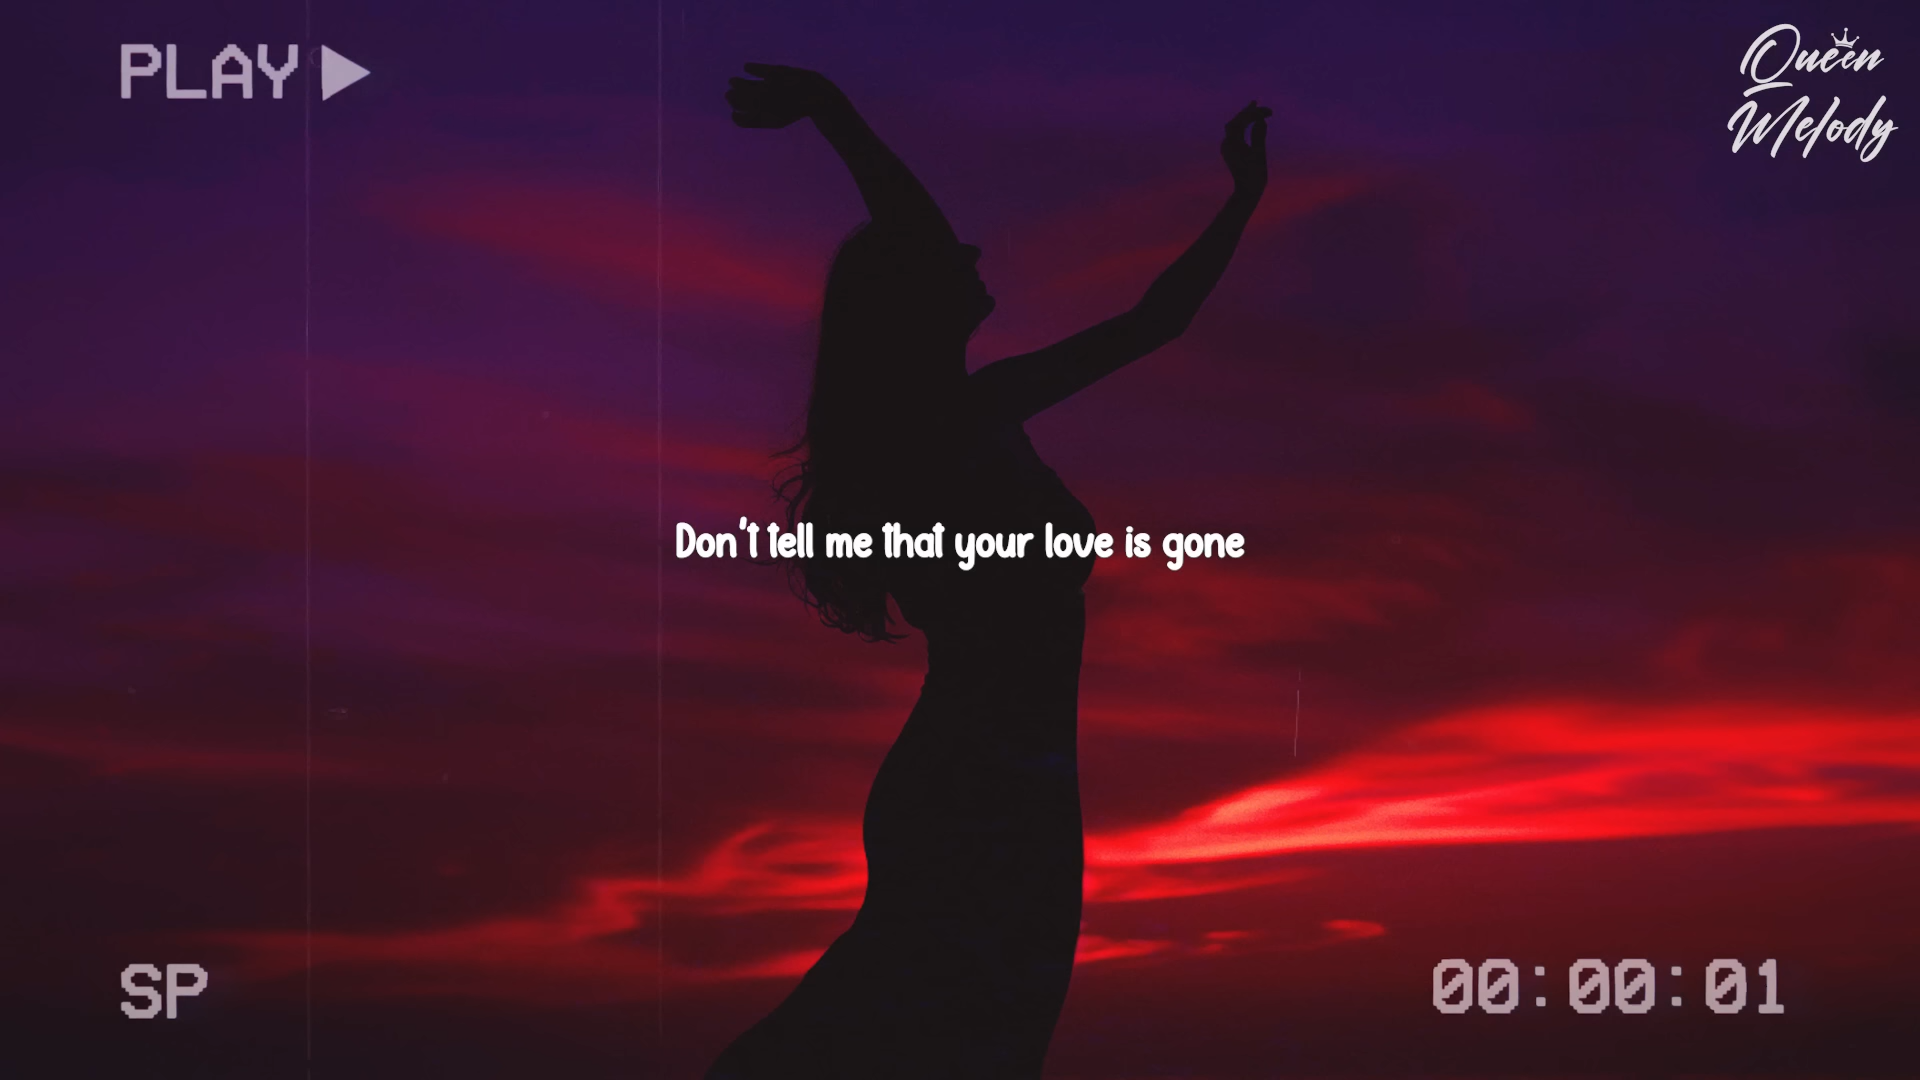 PLAY
Queen
Melody
Don't tell me that your love is gone
SP
00:00:01